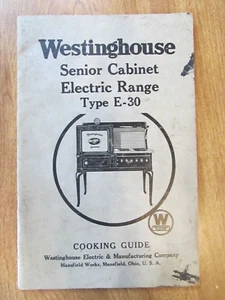 Westinghouse
Senior Cabinet
Electric Range
Type E-30
W
COOKING GUIDE
Westinghouse Electric & Manufacturing Company
Mansfield Works, Mansfield, Ohio, U. S. A.